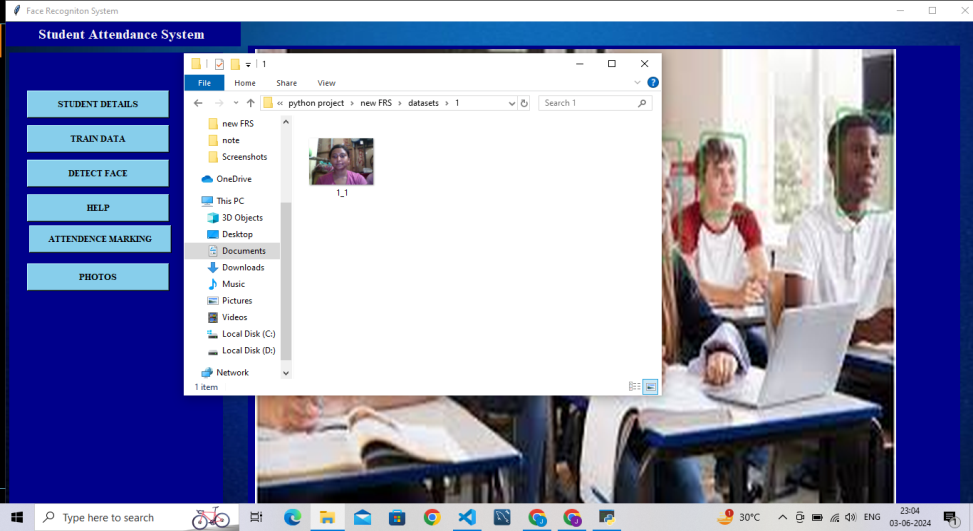 Face Recogniton System
Student Attendance System
STUDENT DETAILS
TRAIN DATA
DETECT FACE
HELP
ATTENDENCE MARKING
PHOTOS
1
File Home Share View
« python project › new FRS › datasets › 1
Search 1
new FRS
note
Screenshots
OneDrive
This PC
3D Objects
Desktop
Documents
Downloads
Music
Pictures
Videos
Local Disk (C:)
Local Disk (D:)
Network
1_1
1 item
Type here to search
30°C
ENG
23:04
03-06-2024